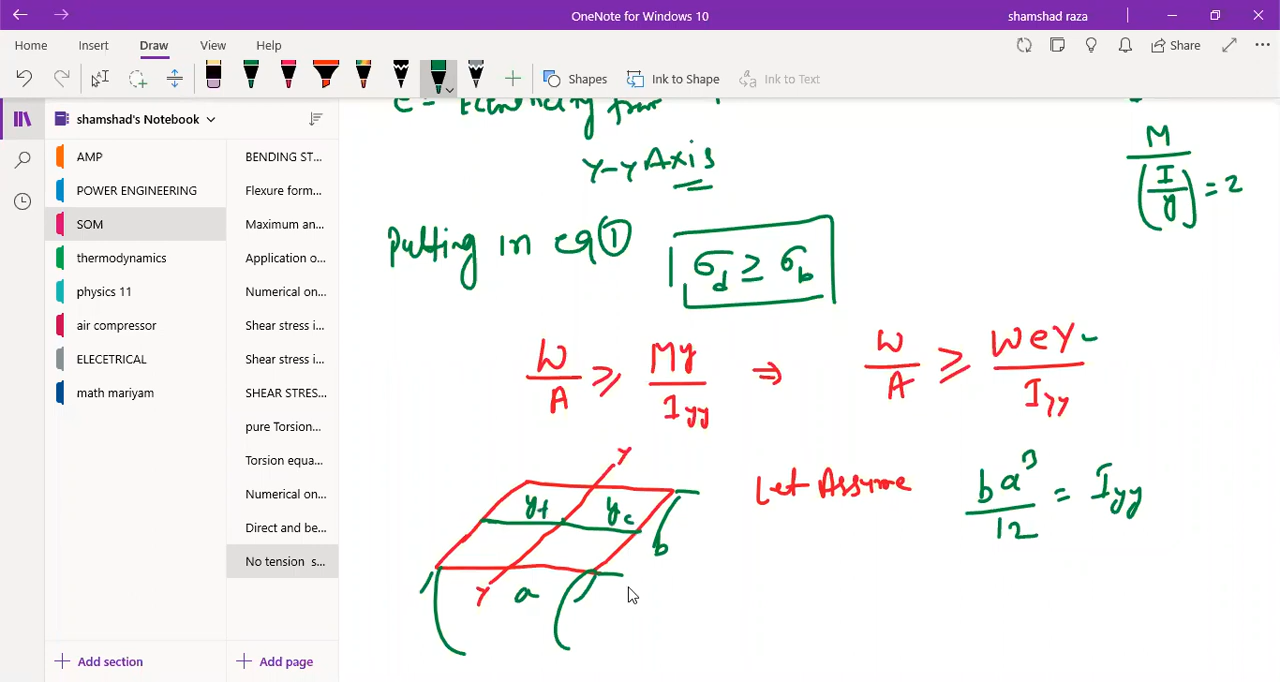 OneNote for Windows 10
shamshad raza
Home Insert Draw View Help
Share
Shapes
Ink to Shape
Ink to Text
shamshad's Notebook
AMP
POWER ENGINEERING
SOM
thermodynamics
physics 11
air compressor
ELECETRICAL
math mariyam
Add section
BENDING ST...
Flexure form...
Maximum an...
Application o...
Numerical on...
Shear stress i...
Shear stress i...
SHEAR STRES...
pure Torsion...
Torsion equa...
Numerical on...
Direct and be...
No tension s...
Add page
e = Eccentricity from
y-y Axis
M / (I / y) = 2
Putting in eq ①
σd ≥ σb
W / A ≥ My / Iyy ⇒ W / A ≥ W e y / Iyy
Let Assume
ba³ / 12 = Iyy
y
yt yc
b
y a